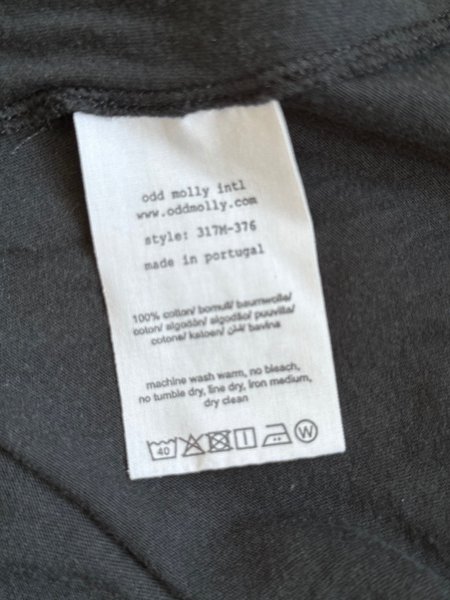 odd molly intl
www.oddmolly.com
style: 317M-376
made in portugal
100% cotton/ bomull/ baumwolle/
coton/ algodón/ algodão/ puuvilla/
cotone/ katoen/ قطن/ bavlna
machine wash warm, no bleach,
no tumble dry, line dry, iron medium,
dry clean
40 W